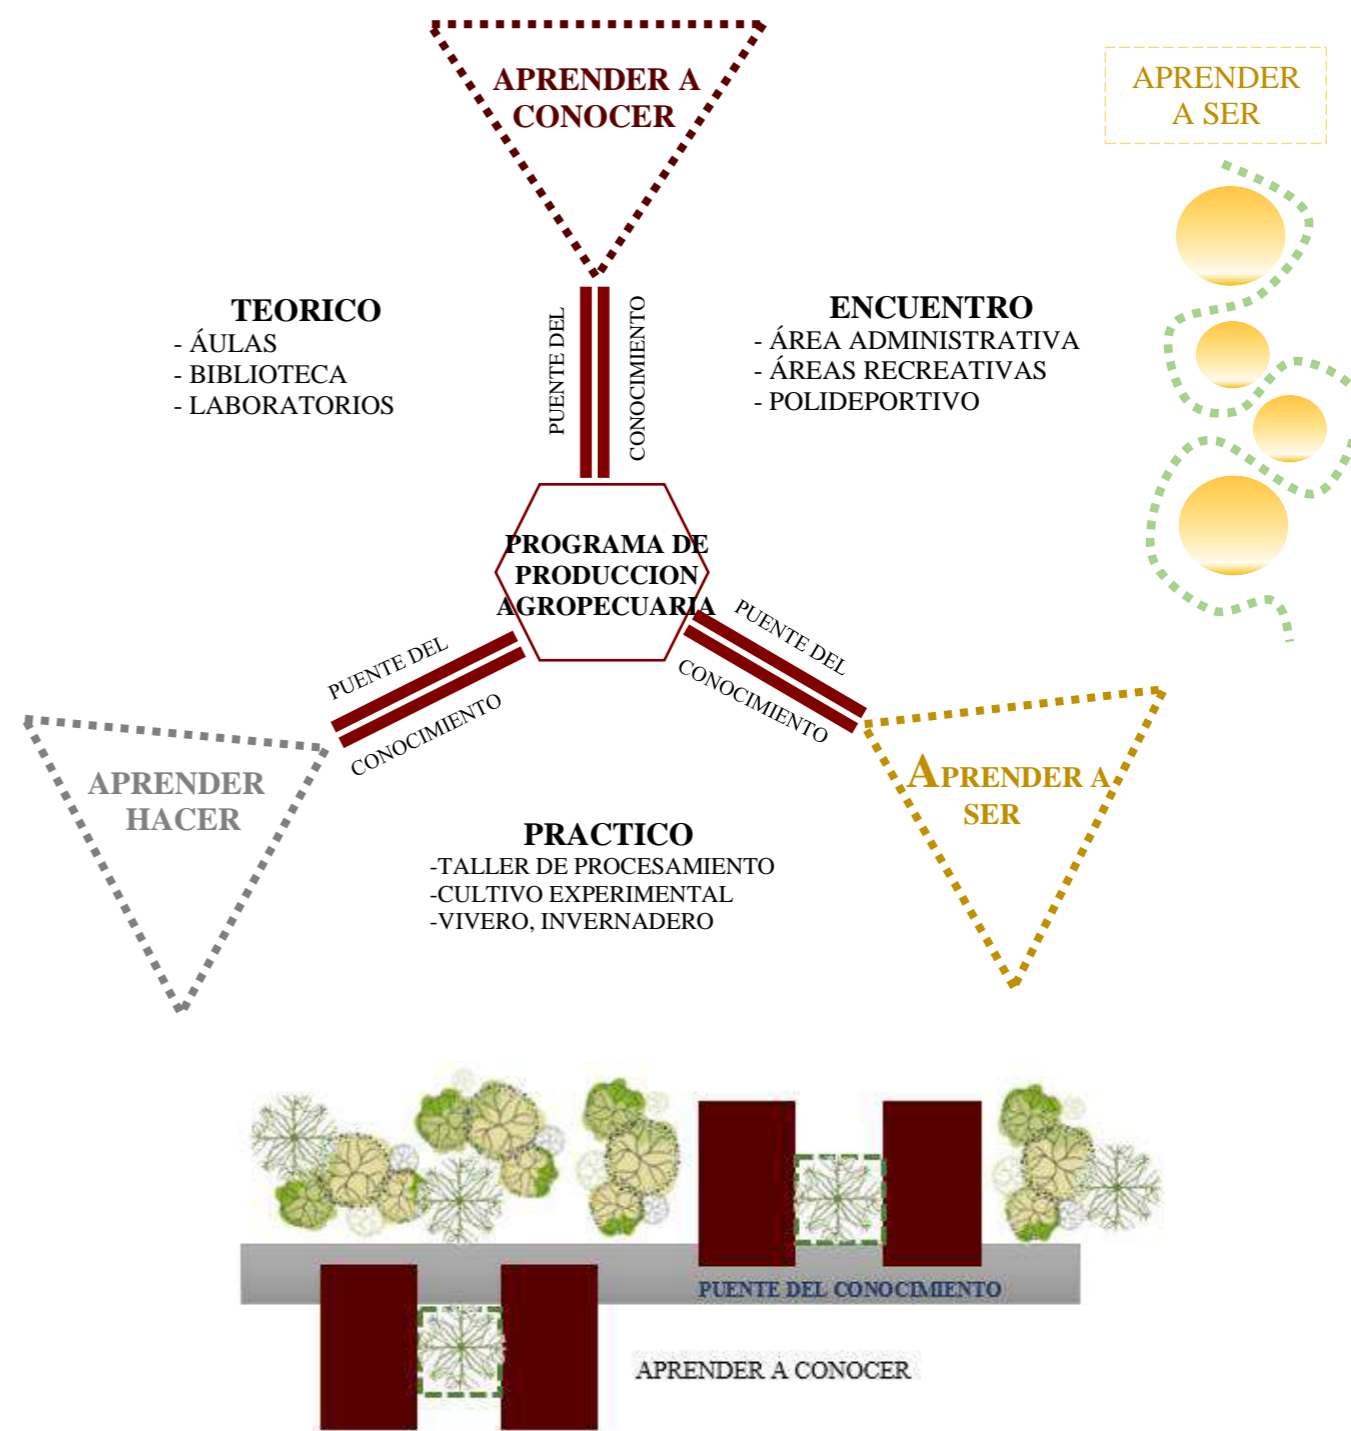 APRENDER A
CONOCER
APRENDER
A SER
TEORICO
- ÁULAS
- BIBLIOTECA
- LABORATORIOS
PUENTE DEL
CONOCIMIENTO
ENCUENTRO
- ÁREA ADMINISTRATIVA
- ÁREAS RECREATIVAS
- POLIDEPORTIVO
PROGRAMA DE
PRODUCCION
AGROPECUARIA
PUENTE DEL
CONOCIMIENTO
PUENTE DEL
CONOCIMIENTO
APRENDER
HACER
APRENDER A
SER
PRACTICO
-TALLER DE PROCESAMIENTO
-CULTIVO EXPERIMENTAL
-VIVERO, INVERNADERO
PUENTE DEL CONOCIMIENTO
APRENDER A CONOCER